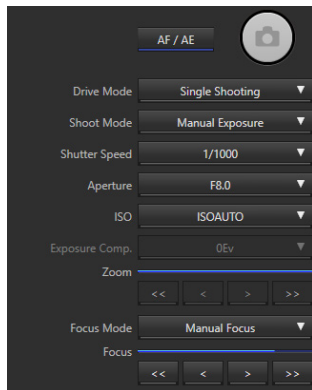 AF / AE
Drive Mode Single Shooting
Shoot Mode Manual Exposure
Shutter Speed 1/1000
Aperture F8.0
ISO ISOAUTO
Exposure Comp. 0Ev
Zoom
<< < > >>
Focus Mode Manual Focus
Focus
<< < > >>